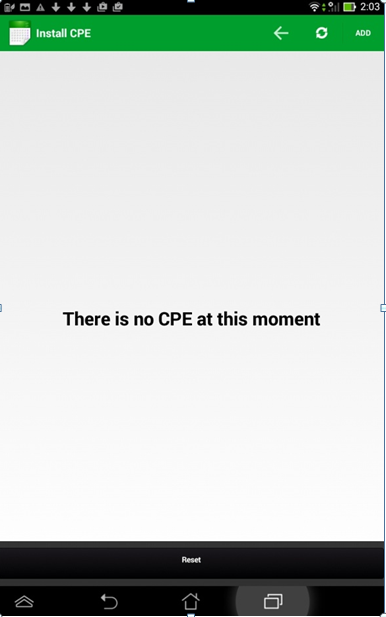 2:03
Install CPE
ADD
There is no CPE at this moment
Reset